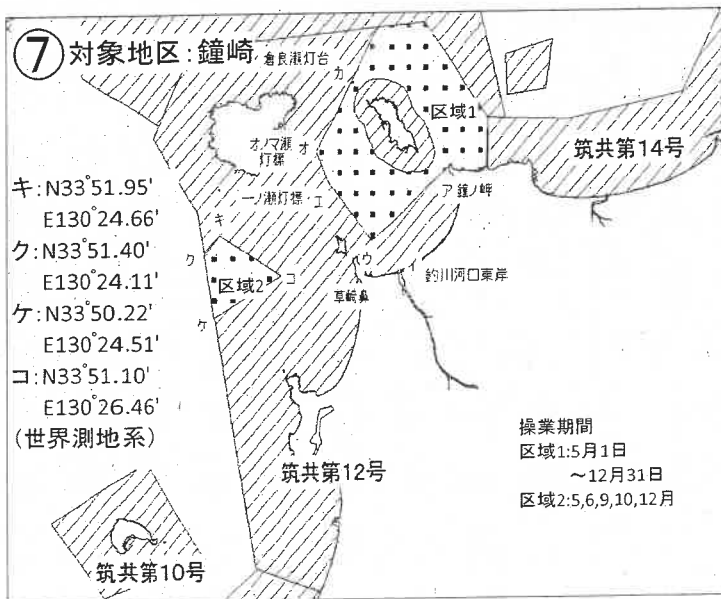 ⑦対象地区:鐘崎
倉良瀬灯台
カ
区域1
オノマ瀬
灯標
オ
筑共第14号
キ:N33°51.95'
E130°24.66'
ク:N33°51.40'
E130°24.11'
ケ:N33°50.22'
E130°24.51'
コ:N33°51.10'
E130°26.46'
(世界測地系)
一ノ瀬灯標
エ
ア 鐘ノ岬
キ
ク
ウ
イ
釣川河口東岸
区域2
コ
草崎鼻
ケ
操業期間
区域1:5月1日
~12月31日
区域2:5,6,9,10,12月
筑共第12号
筑共第10号